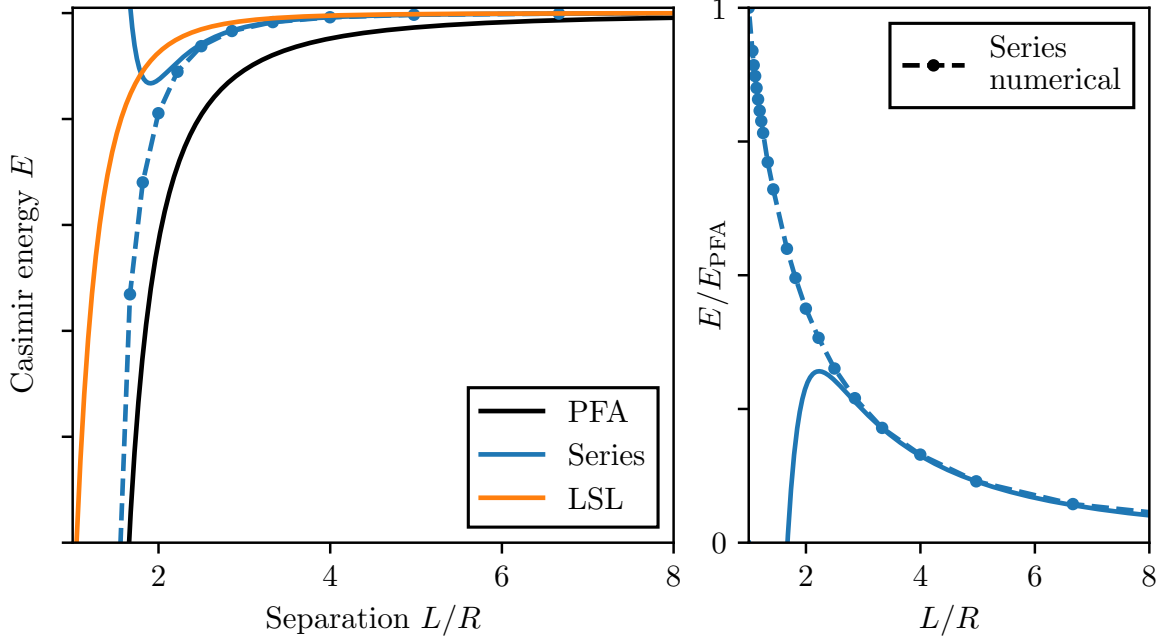 Casimir energy E
PFA
Series
LSL
2
4
6
8
Separation L/R
1
E/E_PFA
0
Series
numerical
2
4
6
8
L/R